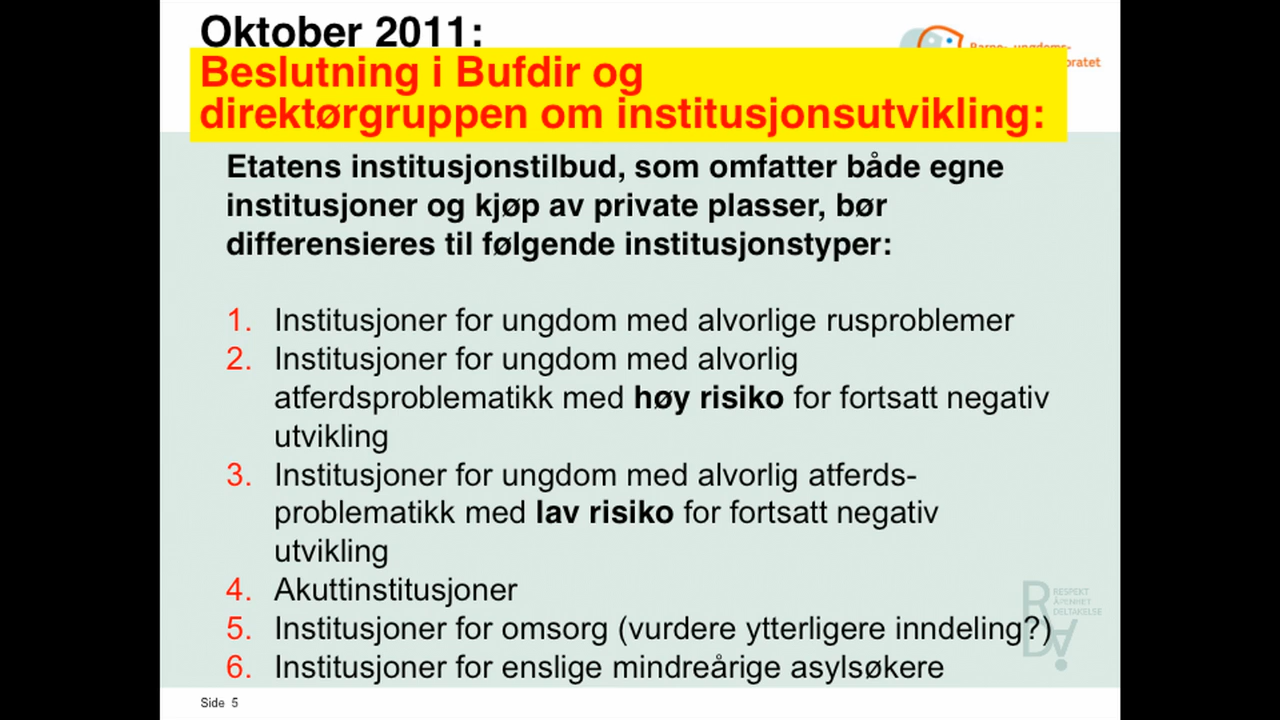 Oktober 2011:
Beslutning i Bufdir og
direktørgruppen om institusjonsutvikling:
Etatens institusjonstilbud, som omfatter både egne
institusjoner og kjøp av private plasser, bør
differensieres til følgende institusjonstyper:
1. Institusjoner for ungdom med alvorlige rusproblemer
2. Institusjoner for ungdom med alvorlig
atferdsproblematikk med høy risiko for fortsatt negativ
utvikling
3. Institusjoner for ungdom med alvorlig atferds-
problematikk med lav risiko for fortsatt negativ
utvikling
4. Akuttinstitusjoner
5. Institusjoner for omsorg (vurdere ytterligere inndeling?)
6. Institusjoner for enslige mindreårige asylsøkere
RESPEKT
ÅPENHET
DELTAKELSE
Side 5